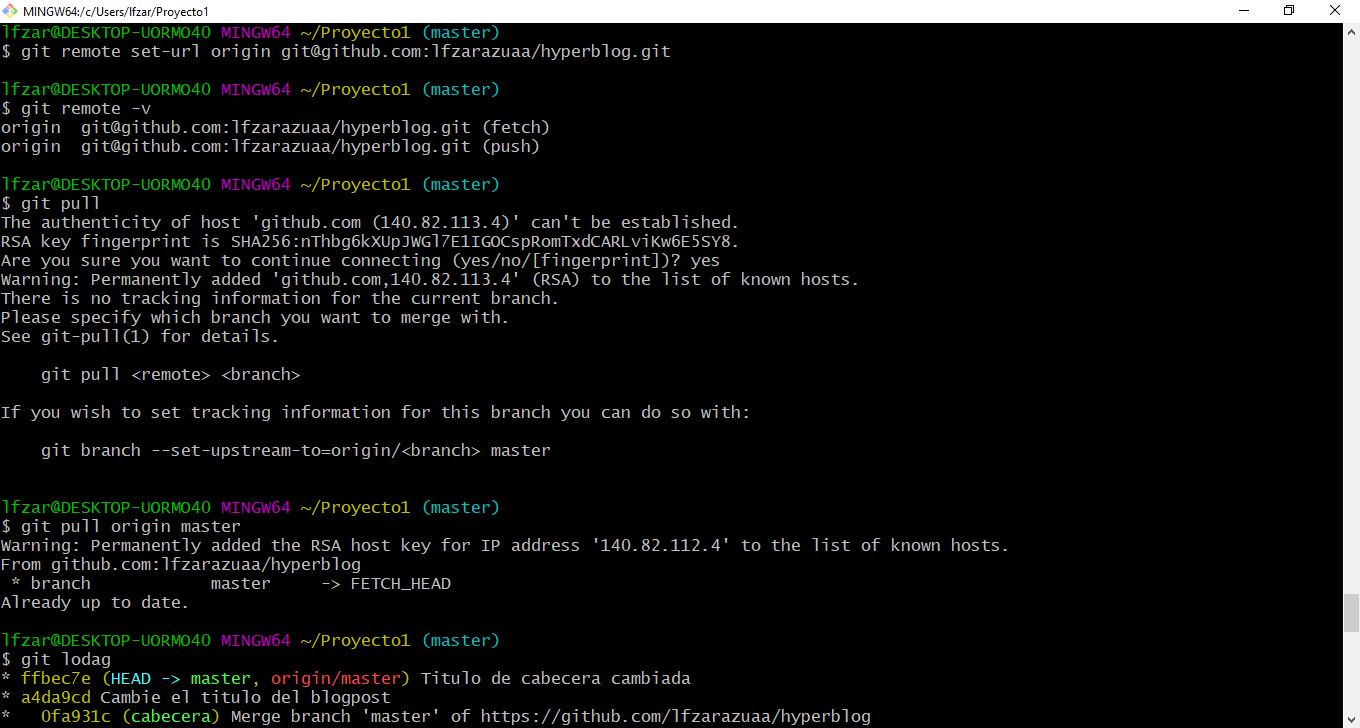 MINGW64:/c/Users/lfzar/Proyecto1
lfzar@DESKTOP-UORMO4O MINGW64 ~/Proyecto1 (master)
$ git remote set-url origin git@github.com:lfzarazuaa/hyperblog.git
lfzar@DESKTOP-UORMO4O MINGW64 ~/Proyecto1 (master)
$ git remote -v
origin  git@github.com:lfzarazuaa/hyperblog.git (fetch)
origin  git@github.com:lfzarazuaa/hyperblog.git (push)
lfzar@DESKTOP-UORMO4O MINGW64 ~/Proyecto1 (master)
$ git pull
The authenticity of host 'github.com (140.82.113.4)' can't be established.
RSA key fingerprint is SHA256:nThbg6kXUpJWGl7E1IGOCspRomTxdCARLviKw6E5SY8.
Are you sure you want to continue connecting (yes/no/[fingerprint])? yes
Warning: Permanently added 'github.com,140.82.113.4' (RSA) to the list of known hosts.
There is no tracking information for the current branch.
Please specify which branch you want to merge with.
See git-pull(1) for details.
    git pull <remote> <branch>
If you wish to set tracking information for this branch you can do so with:
    git branch --set-upstream-to=origin/<branch> master
lfzar@DESKTOP-UORMO4O MINGW64 ~/Proyecto1 (master)
$ git pull origin master
Warning: Permanently added the RSA host key for IP address '140.82.112.4' to the list of known hosts.
From github.com:lfzarazuaa/hyperblog
 * branch            master     -> FETCH_HEAD
Already up to date.
lfzar@DESKTOP-UORMO4O MINGW64 ~/Proyecto1 (master)
$ git lodag
* ffbec7e (HEAD -> master, origin/master) Titulo de cabecera cambiada
* a4da9cd Cambie el titulo del blogpost
*   0fa931c (cabecera) Merge branch 'master' of https://github.com/lfzarazuaa/hyperblog